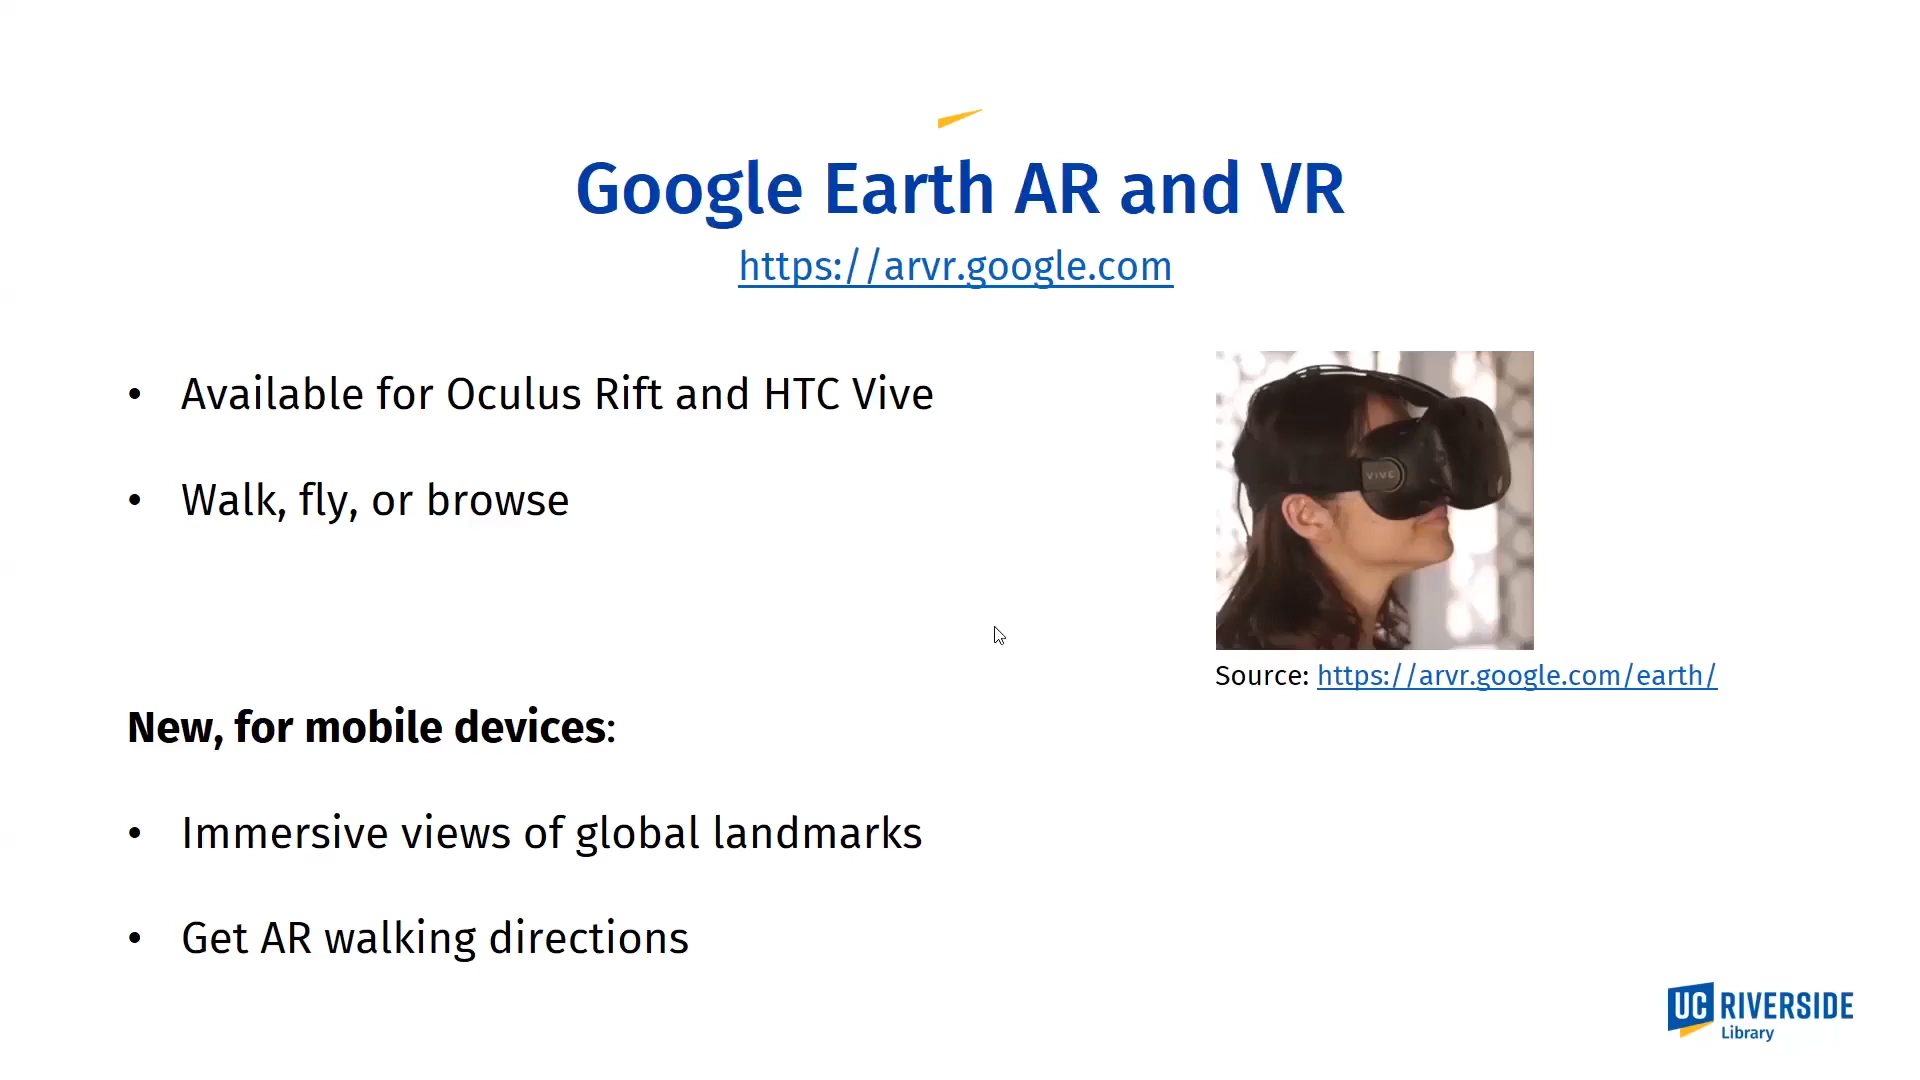 Google Earth AR and VR
https://arvr.google.com
• Available for Oculus Rift and HTC Vive
• Walk, fly, or browse
VIVE
Source: https://arvr.google.com/earth/
New, for mobile devices:
• Immersive views of global landmarks
• Get AR walking directions
UC RIVERSIDE
Library